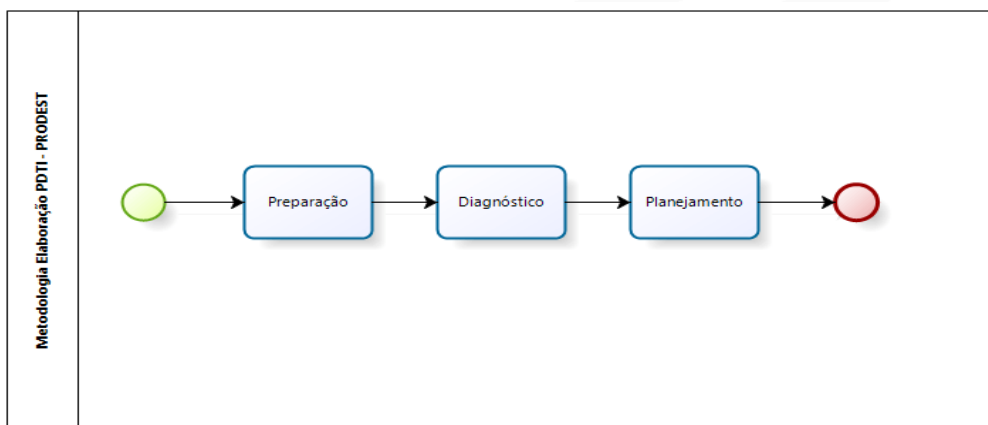 Metodologia Elaboração PDTI - PRODEST
Preparação
Diagnóstico
Planejamento